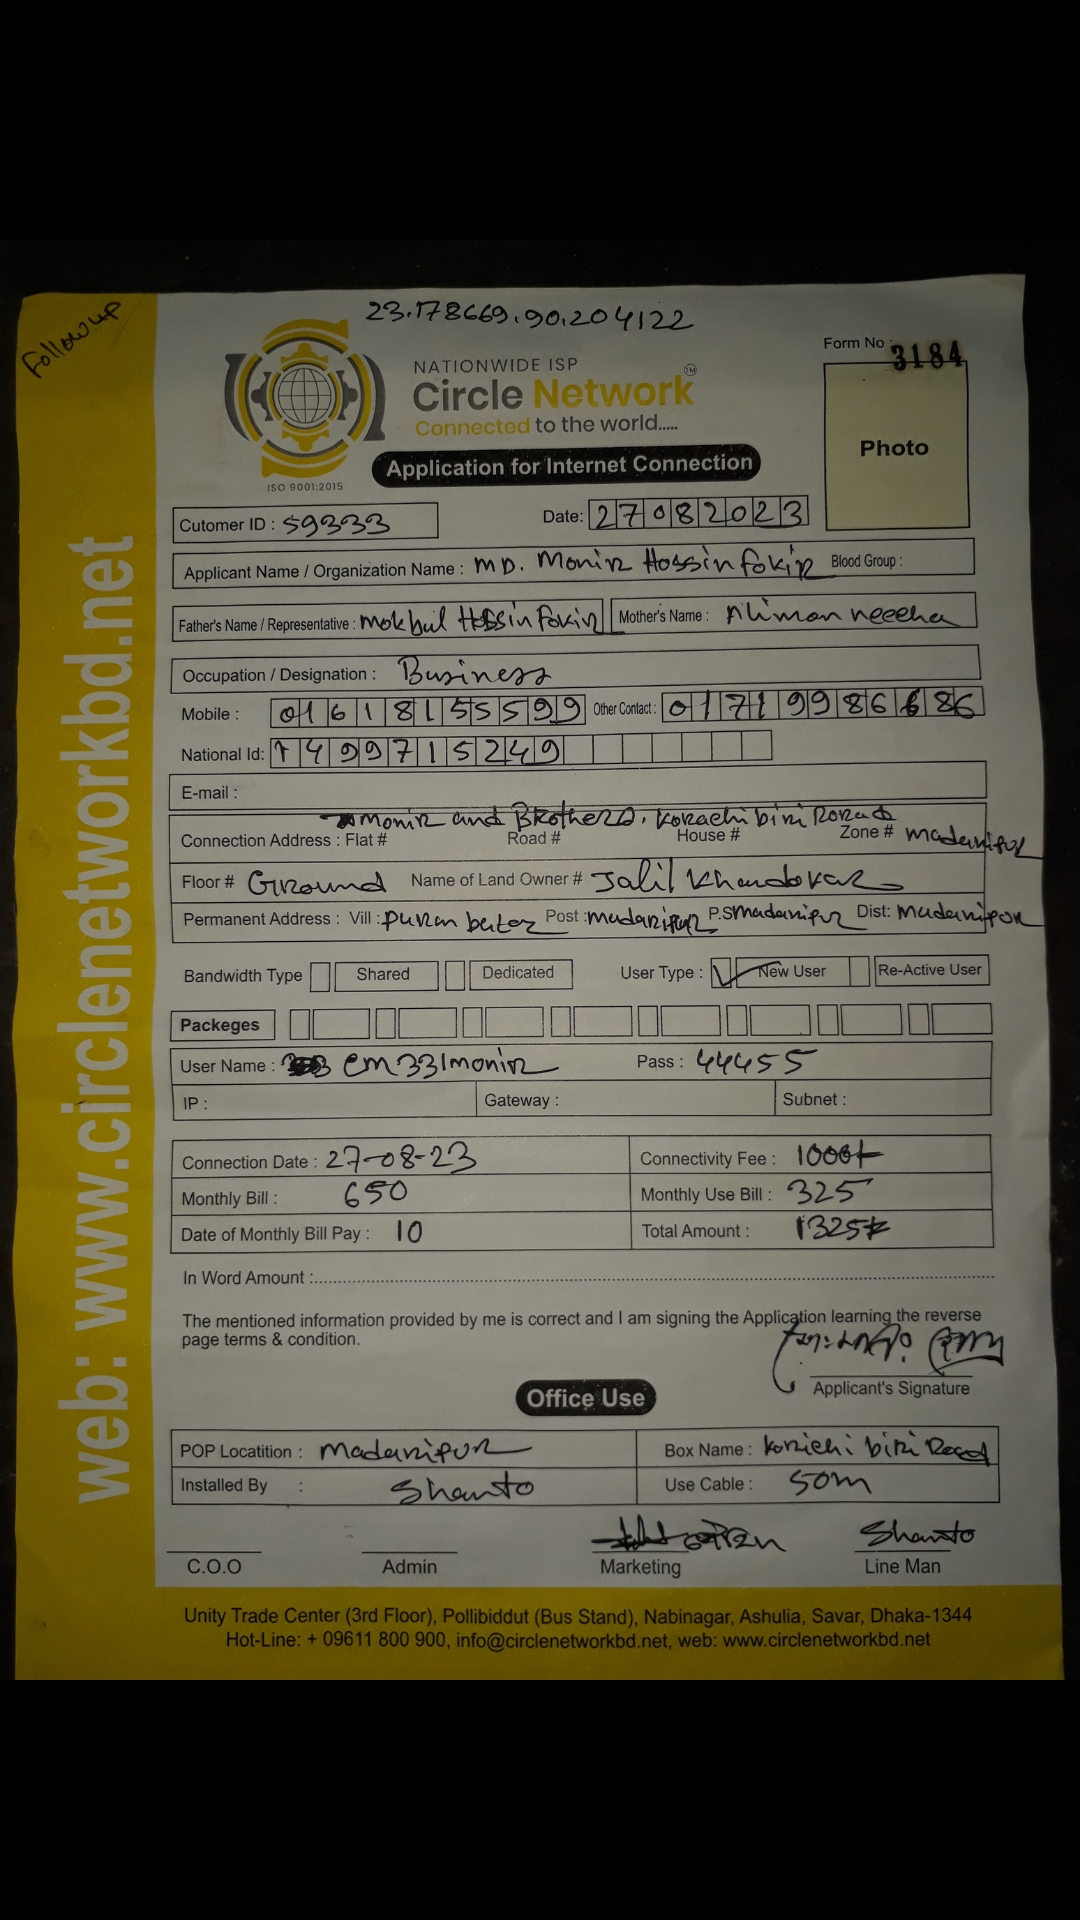 Follow up
23.178669.90.204122
NATIONWIDE ISP
Circle Network TM
Connected to the world.....
ISO 9001:2015
Application for Internet Connection
Form No : 3184
Photo
Cutomer ID : 59333
Date: 27082023
Applicant Name / Organization Name : MD. Monir Hossin fokir Blood Group :
Father's Name / Representative : Mokbul Hossin Fokir Mother's Name :
Occupation / Designation : Business
Mobile : 01618155599 Other Contact : 01719986686
National Id: 1499715249
E-mail :
Monir and Brothers, Korachi biri Road
Connection Address : Flat # Road # House # Zone # madaripur
Floor # Ground Name of Land Owner # Jalil Khandokar
Permanent Address : Vill : Puran bazar Post : madaripur P.S madaripur Dist: Madaripur
Bandwidth Type Shared Dedicated User Type : New User Re-Active User
Packeges
User Name : cm331monir Pass : 44455
IP : Gateway : Subnet :
Connection Date : 27-08-23 Connectivity Fee : 1000/-
Monthly Bill : 650 Monthly Use Bill : 325
Date of Monthly Bill Pay : 10 Total Amount : 1325/-
In Word Amount :
The mentioned information provided by me is correct and I am signing the Application learning the reverse
page terms & condition.
Applicant's Signature
Office Use
POP Locatition : Madaripur Box Name : Korichi biri Road
Installed By : Shanto Use Cable : 50m
Shanto
C.O.O Admin Marketing Line Man
web: www.circlenetworkbd.net
Unity Trade Center (3rd Floor), Pollibiddut (Bus Stand), Nabinagar, Ashulia, Savar, Dhaka-1344
Hot-Line: + 09611 800 900, info@circlenetworkbd.net, web: www.circlenetworkbd.net